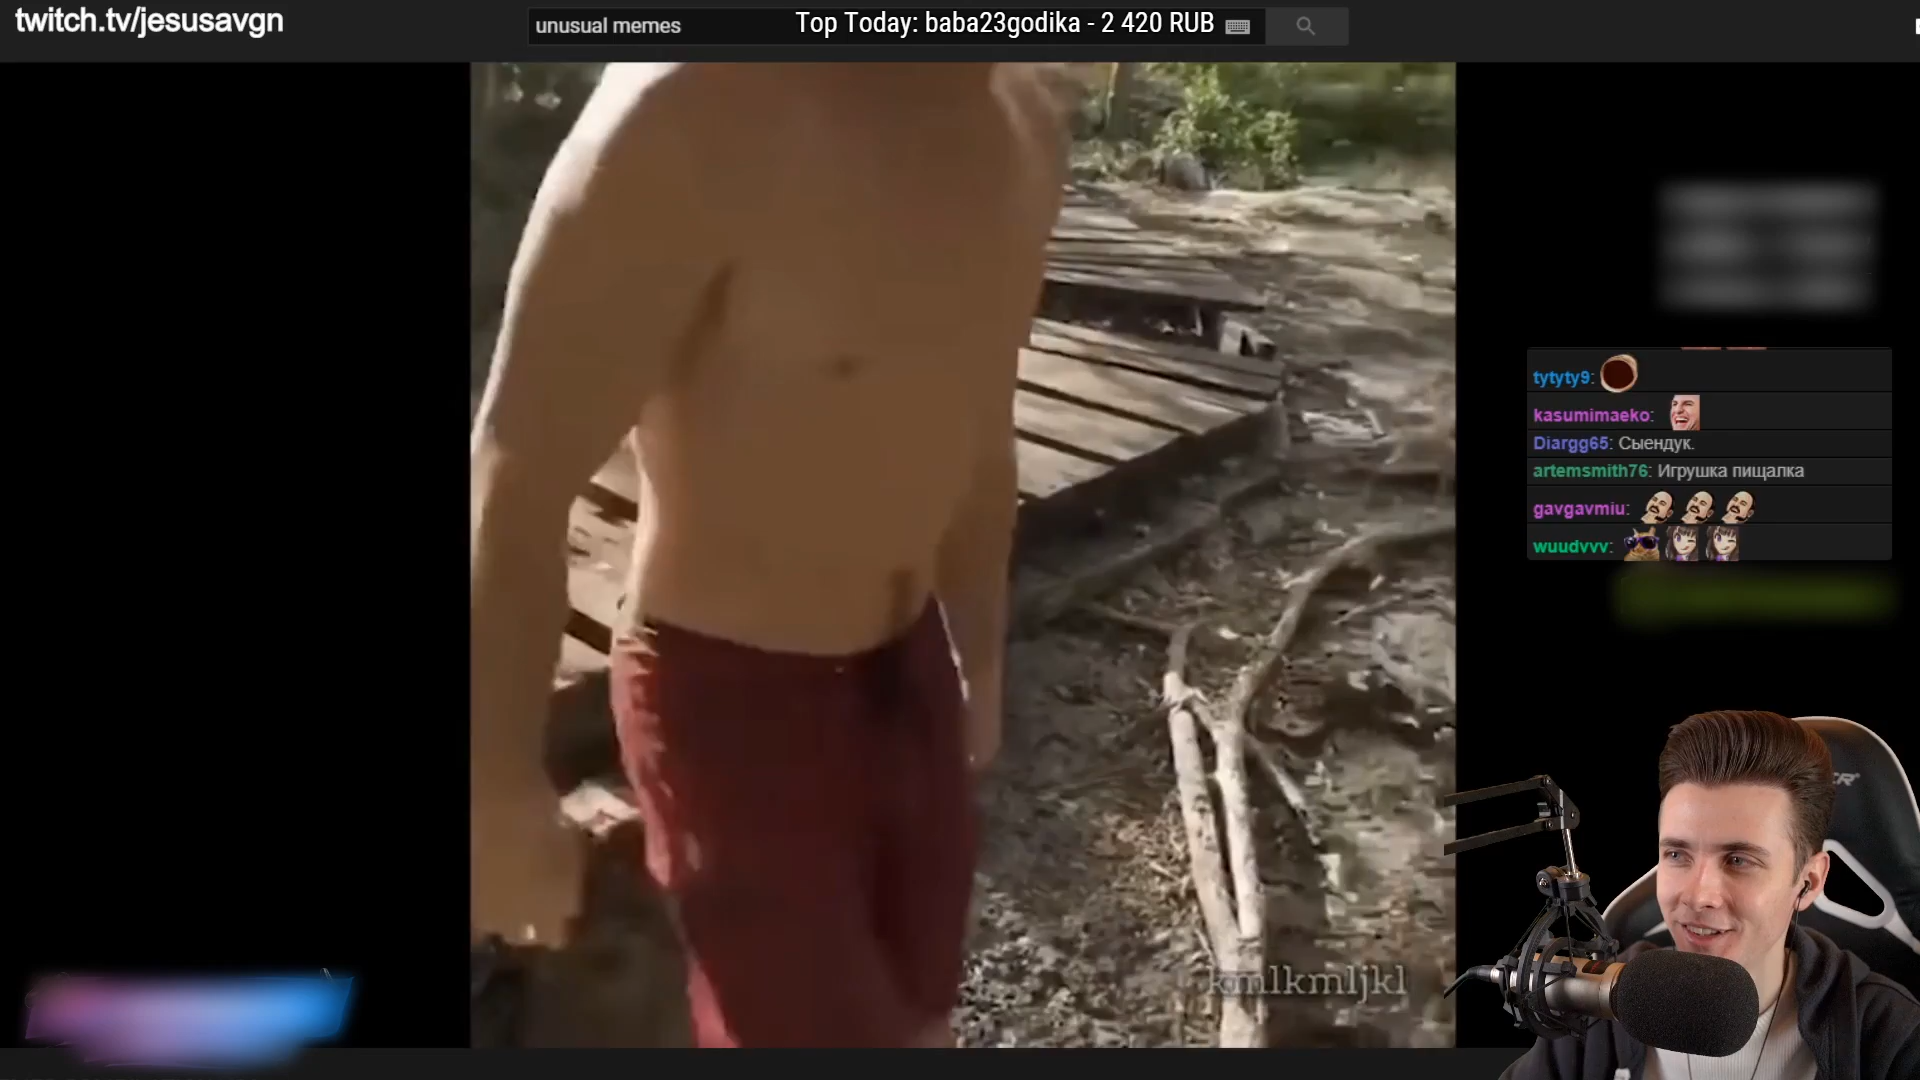 twitch.tv/jesusavgn
unusual memes
Top Today: baba23godika - 2 420 RUB
tytyty9:
kasumimaeko:
Diargg65: Сыендук.
artemsmith76: Игрушка пищалка
gavgavmiu:
wuudvvv:
kmlkmljkl